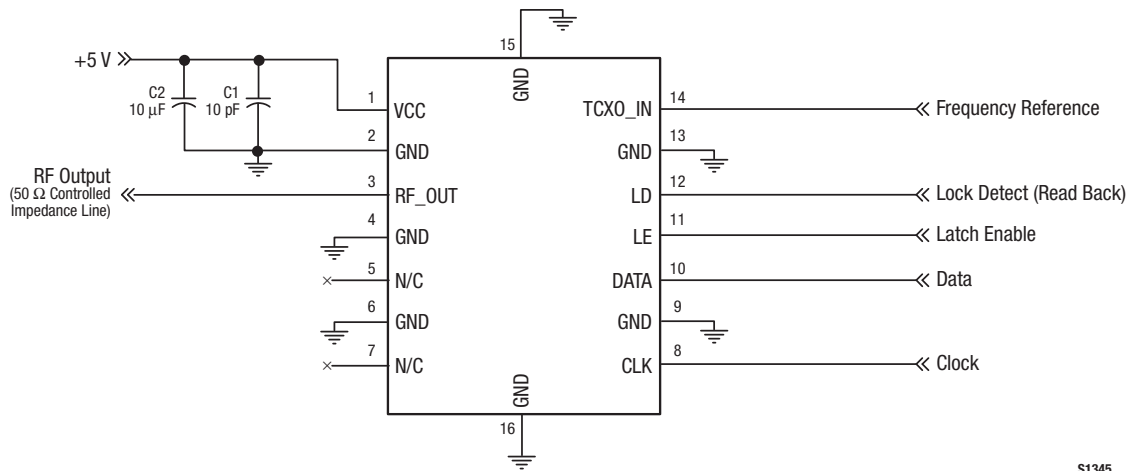 15
GND
+5 V
C2
10 µF
C1
10 pF
1
VCC
TCXO_IN
14
Frequency Reference
2
GND
GND
13
RF Output
(50 Ω Controlled
Impedance Line)
3
RF_OUT
LD
12
Lock Detect (Read Back)
4
GND
LE
11
Latch Enable
5
N/C
DATA
10
Data
6
GND
GND
9
7
N/C
CLK
8
Clock
GND
16
S1345